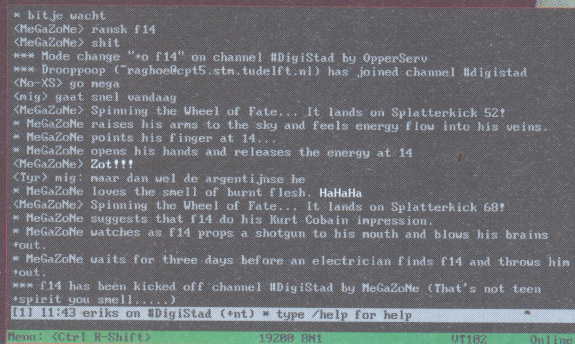 * bitje wacht
<MeGaZoNe> ransk f14
<MeGaZoNe> shit
*** Mode change "+o f14" on channel #DigiStad by OpperServ
*** Drooppoop (~raghoe@cpt5.stm.tudelft.nl) has joined channel #digistad
<No-XS> go mega
<mig> gaat snel vandaag
<MeGaZoNe> Spinning the Wheel of Fate... It lands on Splatterkick 52!
* MeGaZoNe raises his arms to the sky and feels energy flow into his veins.
* MeGaZoNe points his finger at 14...
* MeGaZoNe opens his hands and releases the energy at 14
<MeGaZoNe> Zot!!!
<Tyr> mig: maar dan wel de argentijnse he
* MeGaZoNe loves the smell of burnt flesh. HaHaHa
<MeGaZoNe> Spinning the Wheel of Fate... It lands on Splatterkick 68!
* MeGaZoNe suggests that f14 do his Kurt Cobain impression.
* MeGaZoNe watches as f14 props a shotgun to his mouth and blows his brains
+out.
* MeGaZoNe waits for three days before an electrician finds f14 and throws him
+out.
*** f14 has been kicked off channel #DigiStad by MeGaZoNe (That's not teen
+spirit you smell.....)
[1] 11:43 eriks on #DigiStad (+nt) * type /help for help
Menu: <Ctrl R-Shift> 19200 8N1 VT102 Online